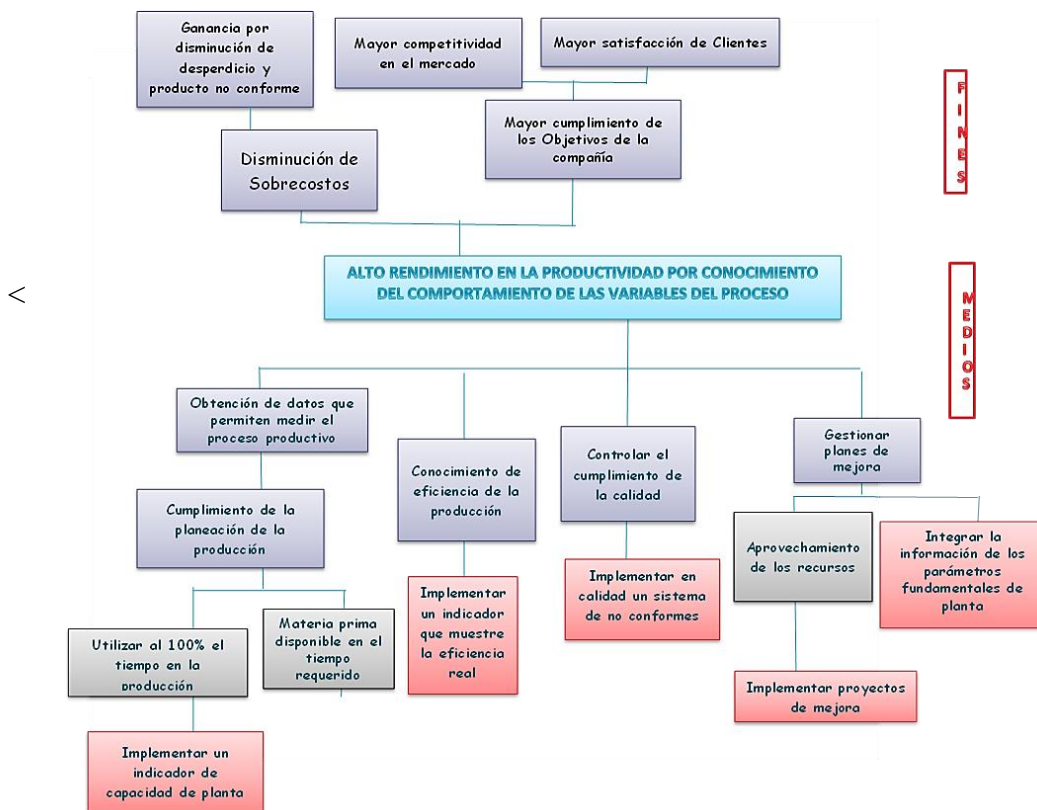 Ganancia por
disminución de
desperdicio y
producto no conforme
Mayor competitividad
en el mercado
Mayor satisfacción de Clientes
Disminución de
Sobrecostos
Mayor cumplimiento de
los Objetivos de la
compañía
FINES
<
ALTO RENDIMIENTO EN LA PRODUCTIVIDAD POR CONOCIMIENTO
DEL COMPORTAMIENTO DE LAS VARIABLES DEL PROCESO
MEDIOS
Obtención de datos que
permiten medir el
proceso productivo
Conocimiento de
eficiencia de la
producción
Controlar el
cumplimiento de
la calidad
Gestionar
planes de
mejora
Cumplimiento de la
planeación de la
producción
Aprovechamiento
de los recursos
Integrar la
información de los
parámetros
fundamentales de
planta
Implementar
un indicador
que muestre
la eficiencia
real
Implementar en
calidad un sistema
de no conformes
Utilizar al 100% el
tiempo en la
producción
Materia prima
disponible en el
tiempo
requerido
Implementar proyectos
de mejora
Implementar un
indicador de
capacidad de planta